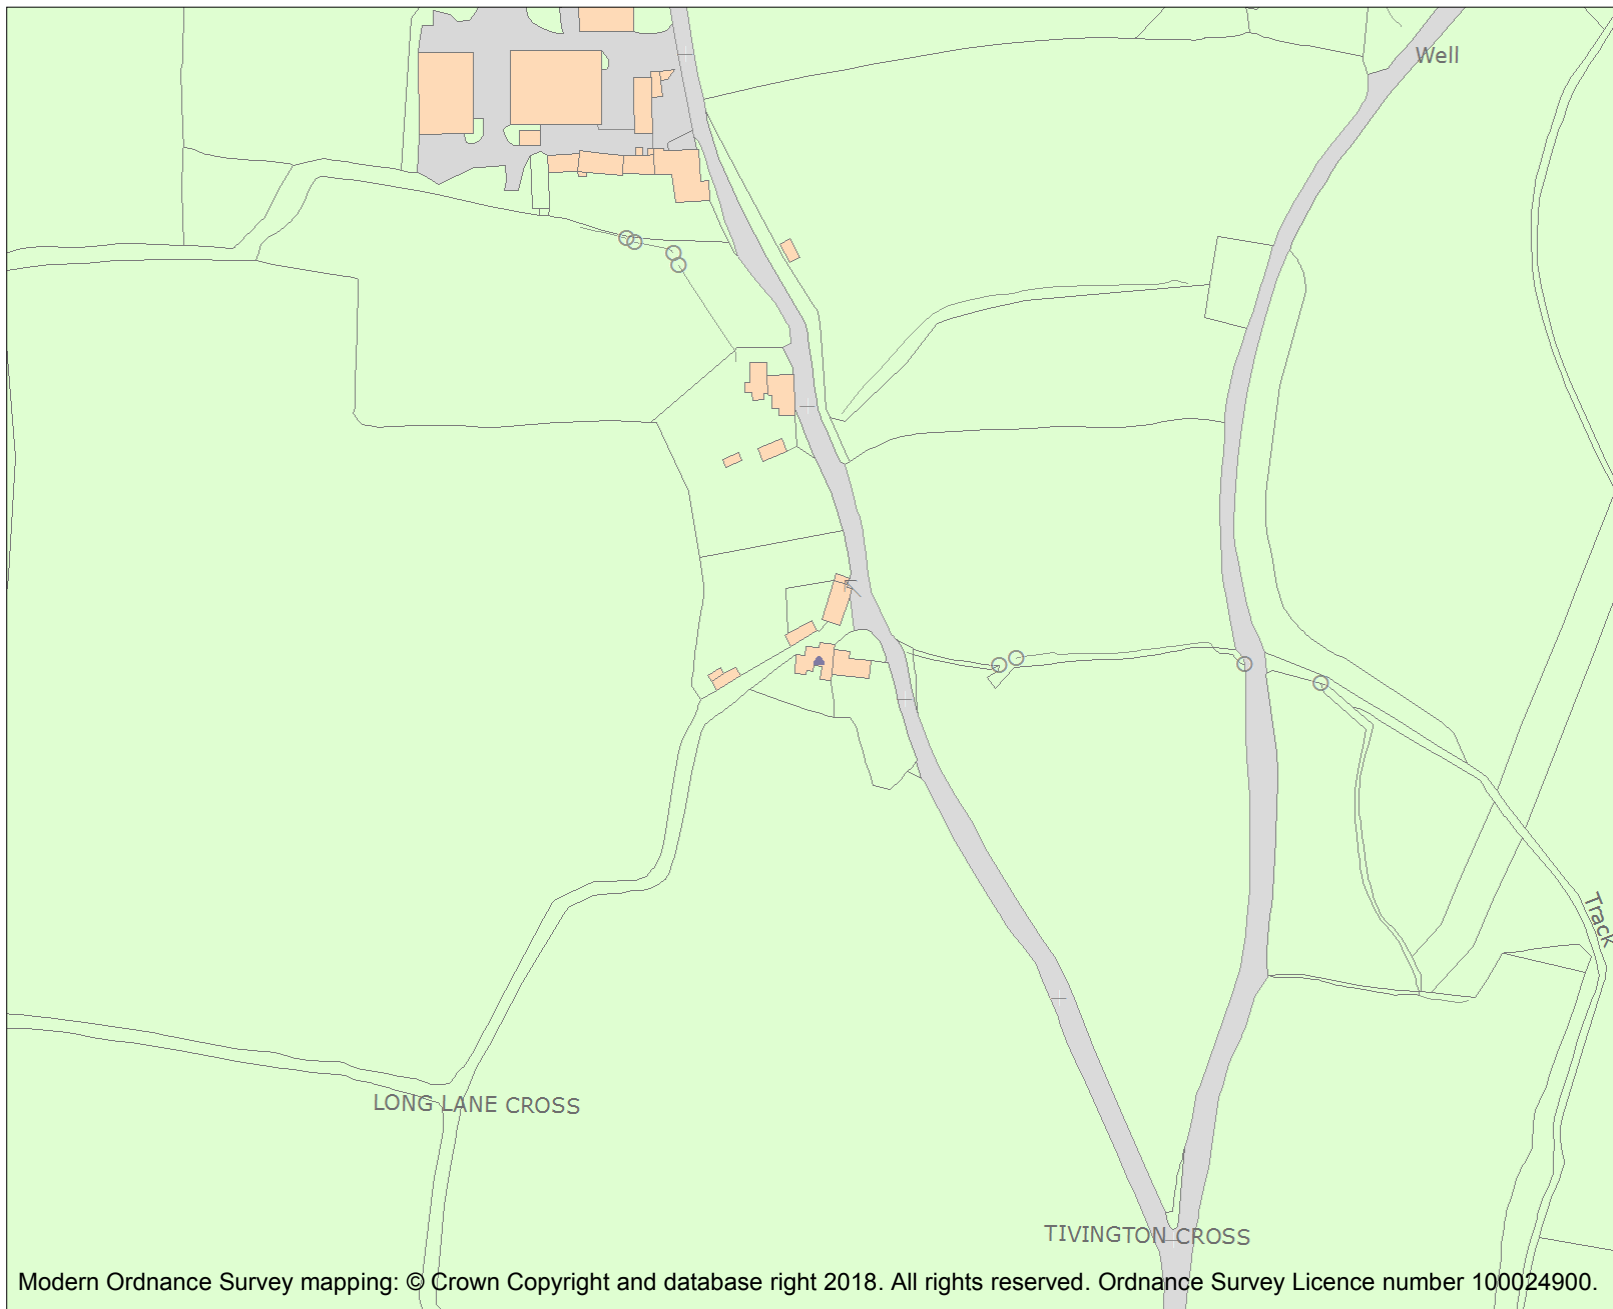 Well
Track
LONG LANE CROSS
TIVINGTON CROSS
Modern Ordnance Survey mapping: © Crown Copyright and database right 2018. All rights reserved. Ordnance Survey Licence number 100024900.